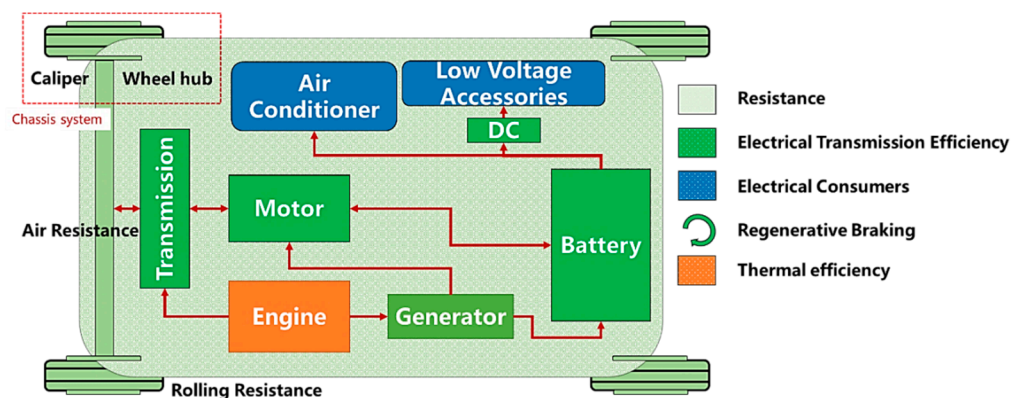 Caliper
Wheel hub
Chassis system
Air
Conditioner
Low Voltage
Accessories
DC
Transmission
Motor
Battery
Air Resistance
Engine
Generator
Rolling Resistance
Resistance
Electrical Transmission Efficiency
Electrical Consumers
Regenerative Braking
Thermal efficiency